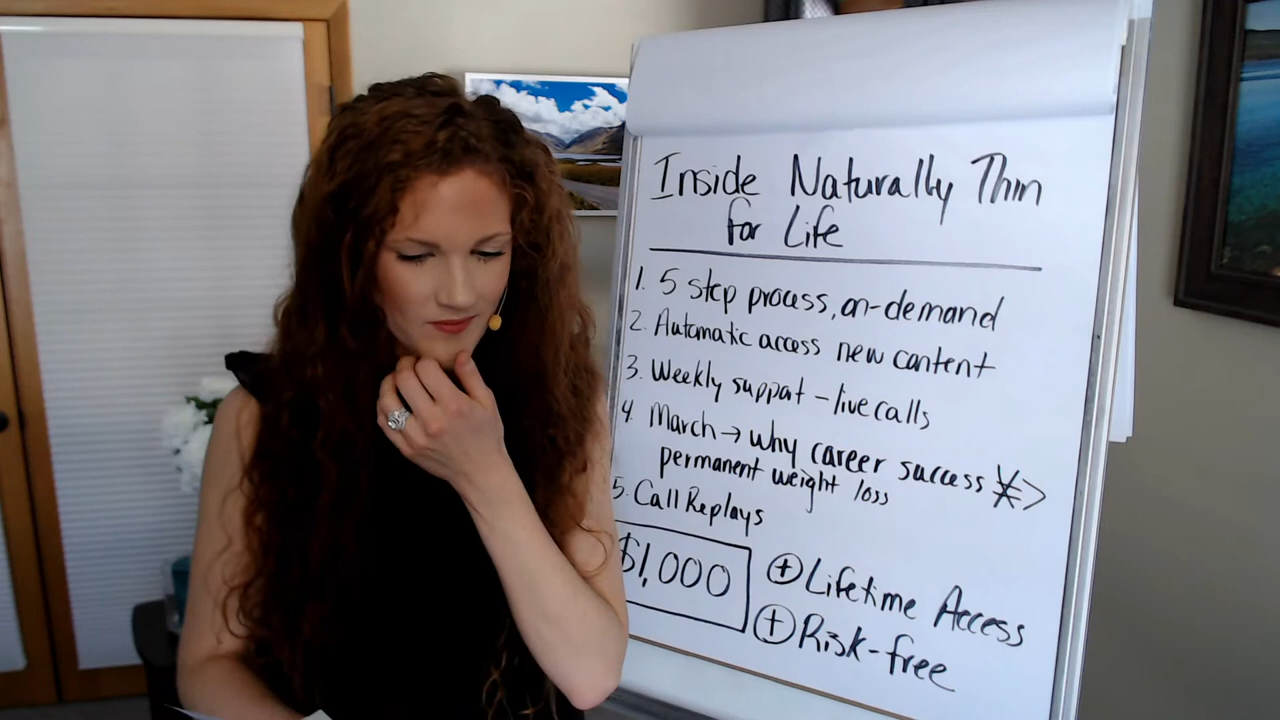 Inside Naturally Thin
for Life
1. 5 step process, on-demand
2. Automatic access new content
3. Weekly support – live calls
4. March → why career success ≠>
permanent weight loss
5. Call Replays
$1,000
+ Lifetime Access
+ Risk-free